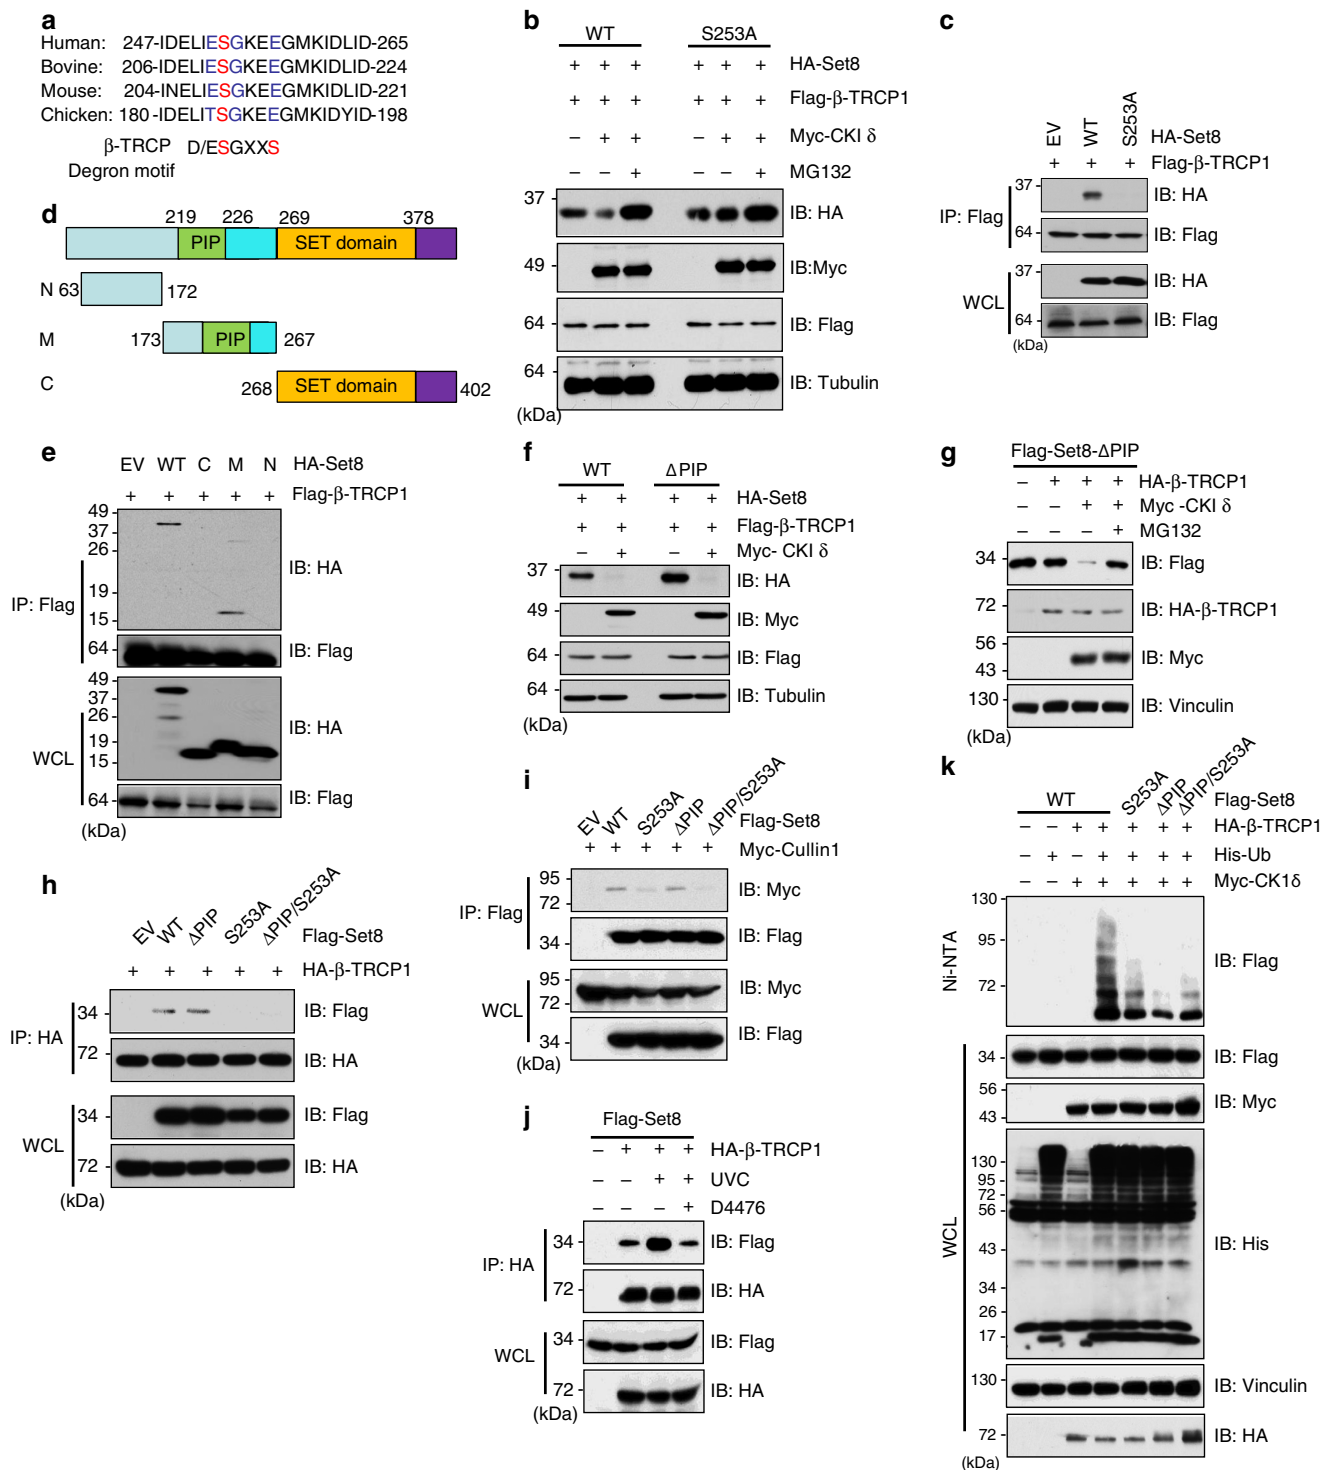 a
Human: 247-IDELIESGKEEGMKIDLID-265
Bovine: 206-IDELIESGKEEGMKIDLID-224
Mouse: 204-INELIESGKEEGMKIDLID-221
Chicken: 180-IDELITSGKEEGMKIDYID-198
β-TRCP D/ESGXXS
Degron motif
b
WT S253A
+ + + + + + HA-Set8
+ + + + + + Flag-β-TRCP1
– + + – + + Myc-CKI δ
– – + – – + MG132
37 IB: HA
49 IB:Myc
64 IB: Flag
64 IB: Tubulin
(kDa)
c
EV WT S253A HA-Set8
+ + + Flag-β-TRCP1
IP: Flag
37 IB: HA
64 IB: Flag
WCL
37 IB: HA
64 IB: Flag
(kDa)
d
219 226 269 378
PIP SET domain
N 63 172
M 173 PIP 267
C 268 SET domain 402
e
EV WT C M N HA-Set8
+ + + + + Flag-β-TRCP1
IP: Flag
49
37
26
19
15
IB: HA
64 IB: Flag
WCL
49
37
26
19
15
IB: HA
64 IB: Flag
(kDa)
f
WT ΔPIP
+ + + + HA-Set8
+ + + + Flag-β-TRCP1
– + – + Myc- CKI δ
37 IB: HA
49 IB: Myc
64 IB: Flag
64 IB: Tubulin
(kDa)
g
Flag-Set8-ΔPIP
– + + + HA-β-TRCP1
– – + + Myc -CKI δ
– – – + MG132
34 IB: Flag
72 IB: HA-β-TRCP1
56
43
IB: Myc
130 IB: Vinculin
(kDa)
h
EV WT ΔPIP S253A ΔPIP/S253A Flag-Set8
+ + + + + HA-β-TRCP1
IP: HA
34 IB: Flag
72 IB: HA
WCL
34 IB: Flag
72 IB: HA
(kDa)
i
EV WT S253A ΔPIP ΔPIP/S253A Flag-Set8
+ + + + + Myc-Cullin1
IP: Flag
95
72
IB: Myc
34 IB: Flag
WCL
95
72
IB: Myc
34 IB: Flag
(kDa)
j
Flag-Set8
– + + + HA-β-TRCP1
– – + + UVC
– – – + D4476
IP: HA
34 IB: Flag
72 IB: HA
WCL
34 IB: Flag
72 IB: HA
(kDa)
k
WT S253A ΔPIP ΔPIP/S253A Flag-Set8
– – + + + + + HA-β-TRCP1
– + – + + + + His-Ub
– – + + + + + Myc-CK1δ
Ni-NTA
130
95
72
IB: Flag
WCL
34 IB: Flag
56
43
IB: Myc
130
95
72
56
43
34
26
17
IB: His
130 IB: Vinculin
72 IB: HA
(kDa)